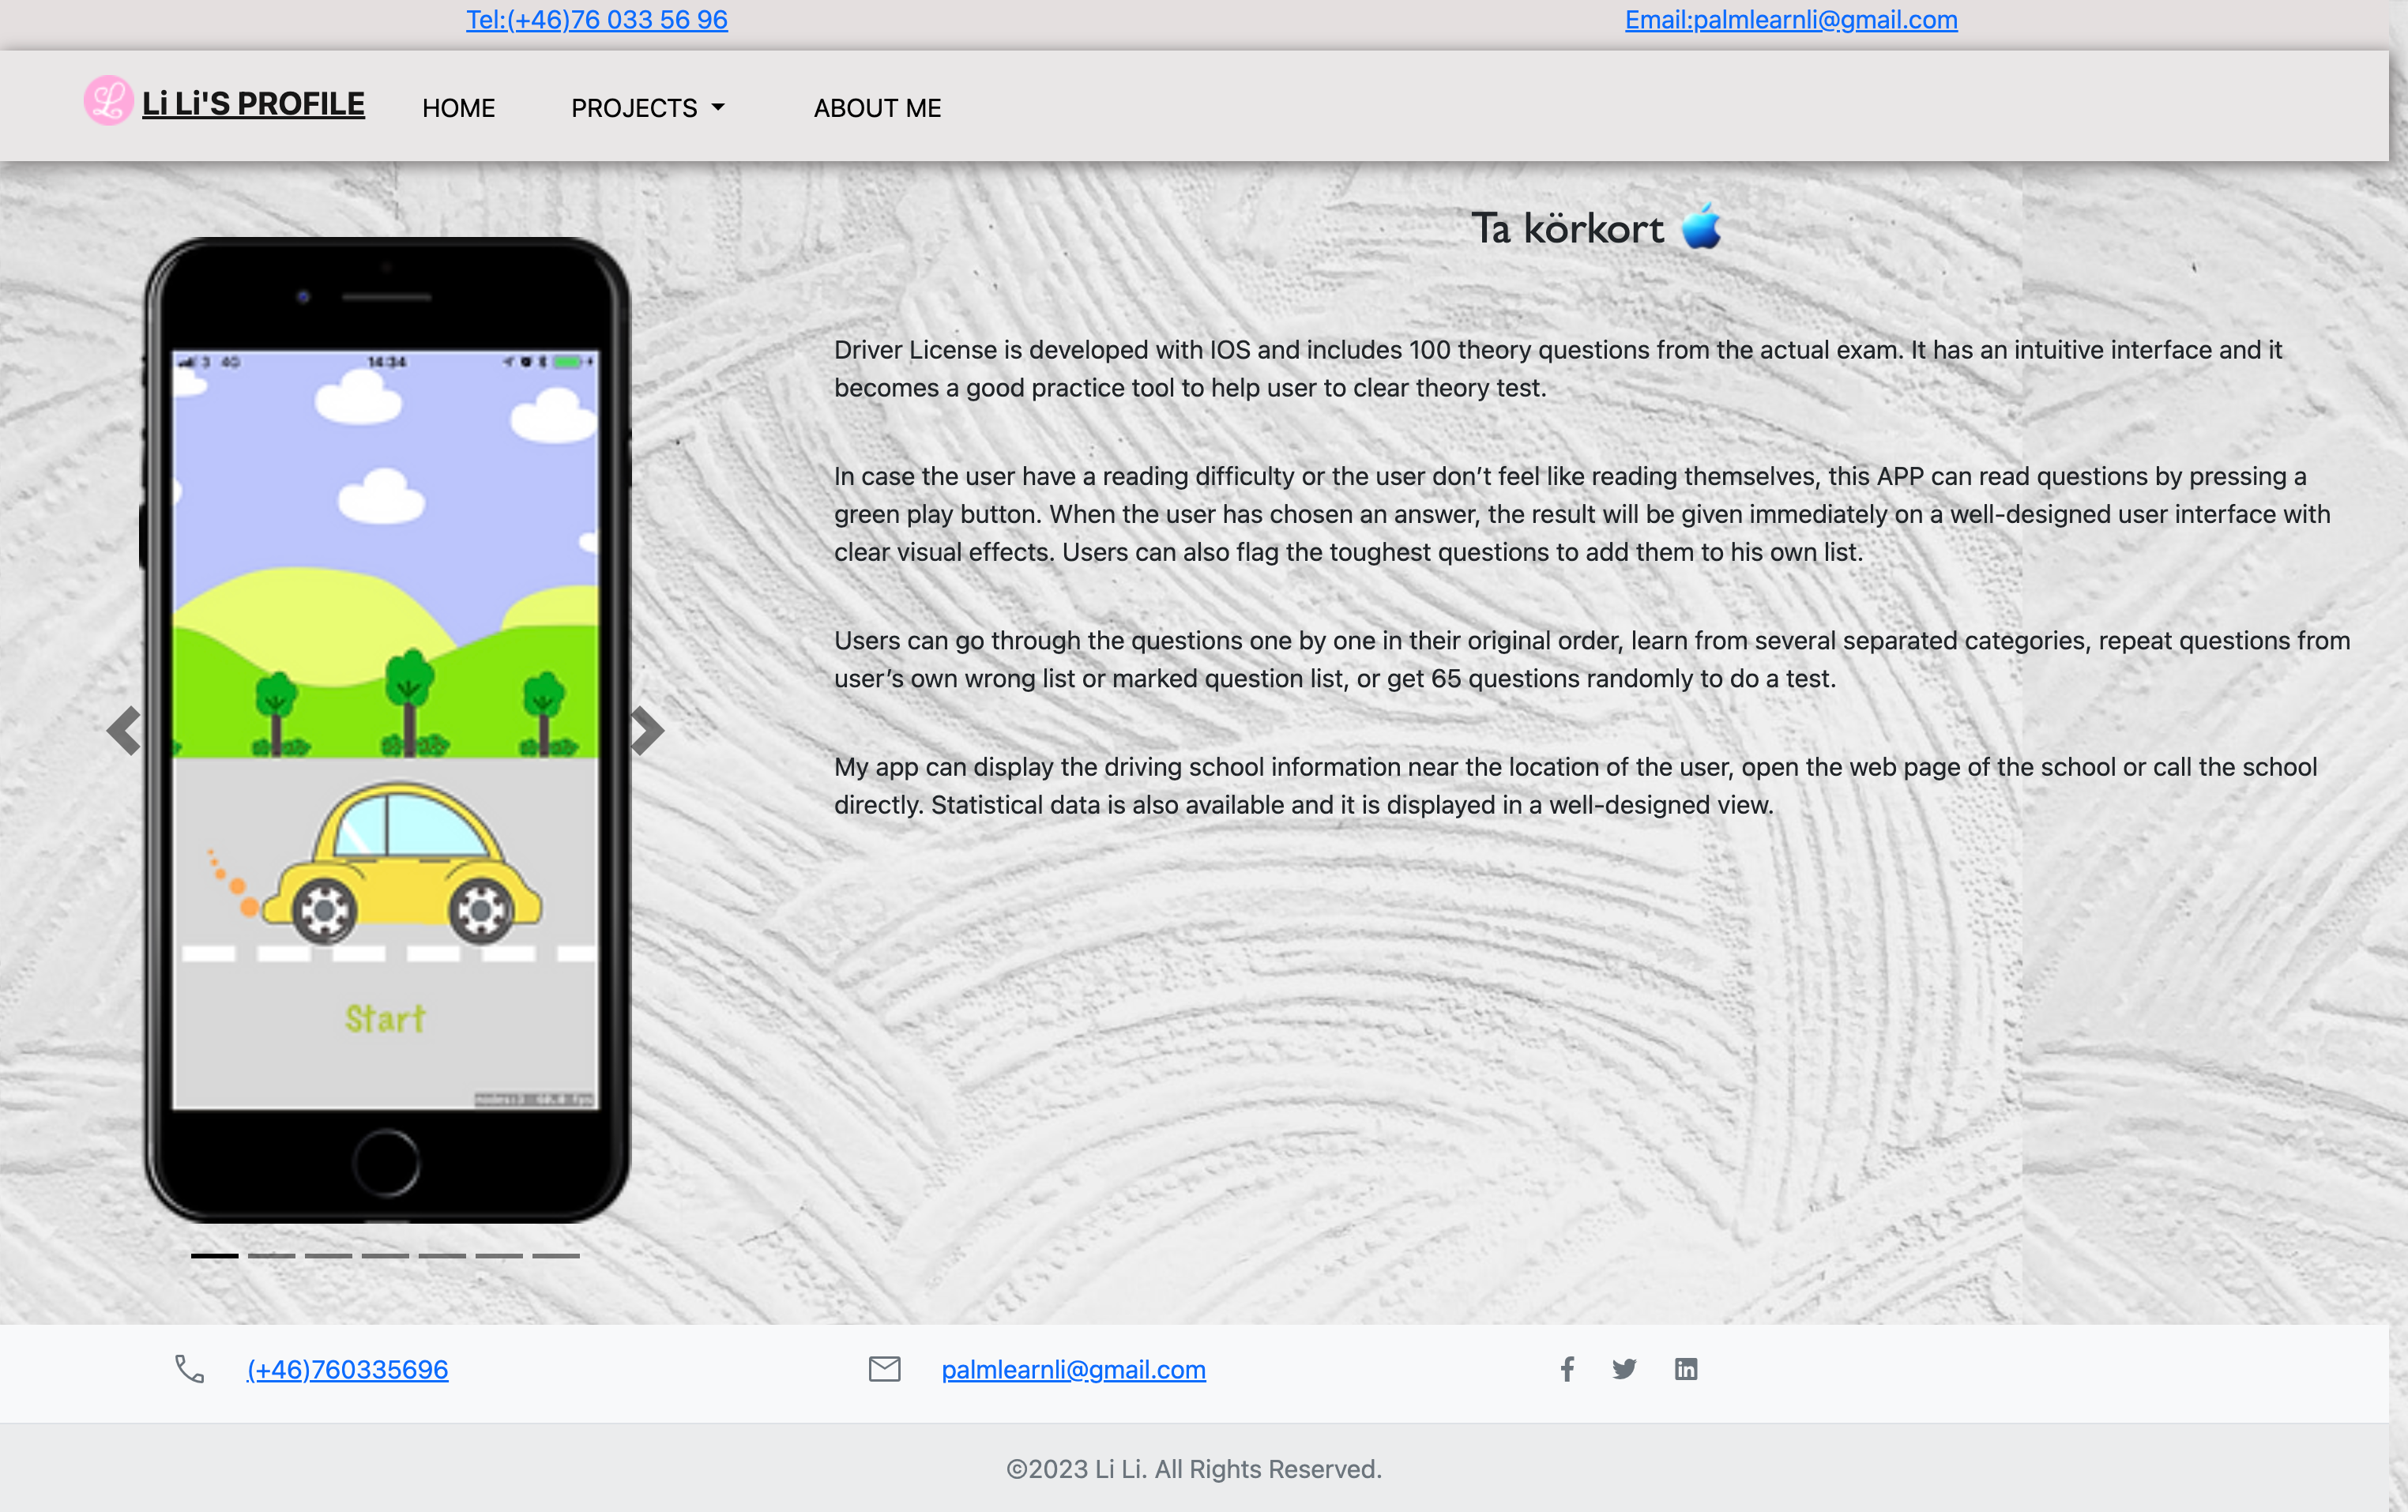 Tel:(+46)76 033 56 96
Email:palmlearnli@gmail.com
Li Li'S PROFILE
HOME
PROJECTS
ABOUT ME
Ta körkort
3 4G
14:34
Start
Driver License is developed with IOS and includes 100 theory questions from the actual exam. It has an intuitive interface and it
becomes a good practice tool to help user to clear theory test.
In case the user have a reading difficulty or the user don’t feel like reading themselves, this APP can read questions by pressing a
green play button. When the user has chosen an answer, the result will be given immediately on a well-designed user interface with
clear visual effects. Users can also flag the toughest questions to add them to his own list.
Users can go through the questions one by one in their original order, learn from several separated categories, repeat questions from
user’s own wrong list or marked question list, or get 65 questions randomly to do a test.
My app can display the driving school information near the location of the user, open the web page of the school or call the school
directly. Statistical data is also available and it is displayed in a well-designed view.
(+46)760335696
palmlearnli@gmail.com
©2023 Li Li. All Rights Reserved.